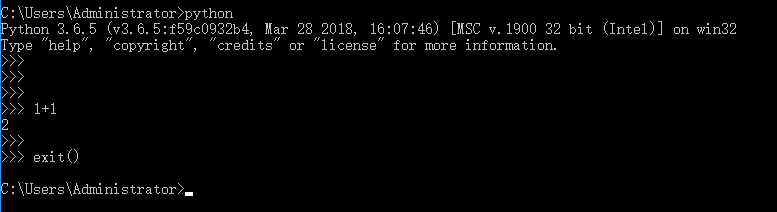 C:\Users\Administrator>python
Python 3.6.5 (v3.6.5:f59c0932b4, Mar 28 2018, 16:07:46) [MSC v.1900 32 bit (Intel)] on win32
Type "help", "copyright", "credits" or "license" for more information.
>>>
>>>
>>>
>>> 1+1
2
>>>
>>> exit()
C:\Users\Administrator>